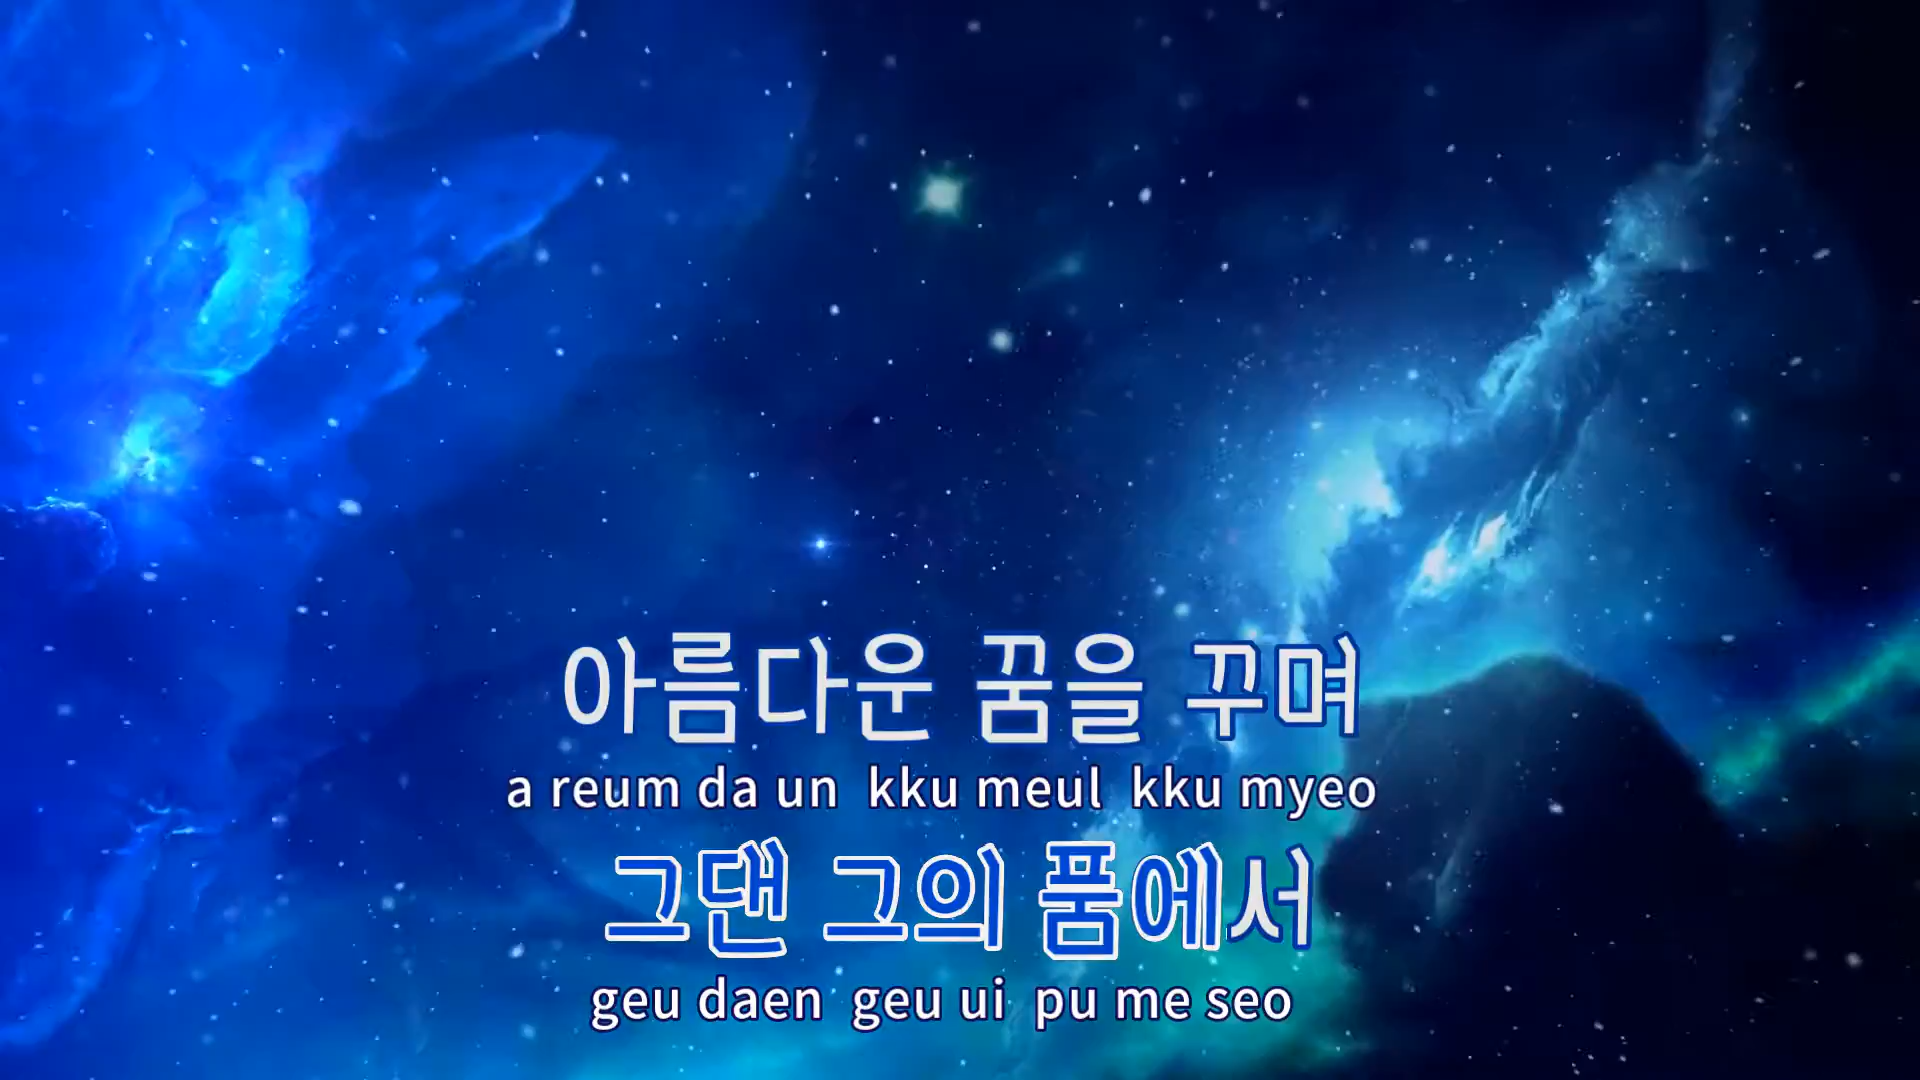 아름다운 꿈을 꾸며
a reum da un kku meul kku myeo
그댄 그의 품에서
geu daen geu ui pu me seo